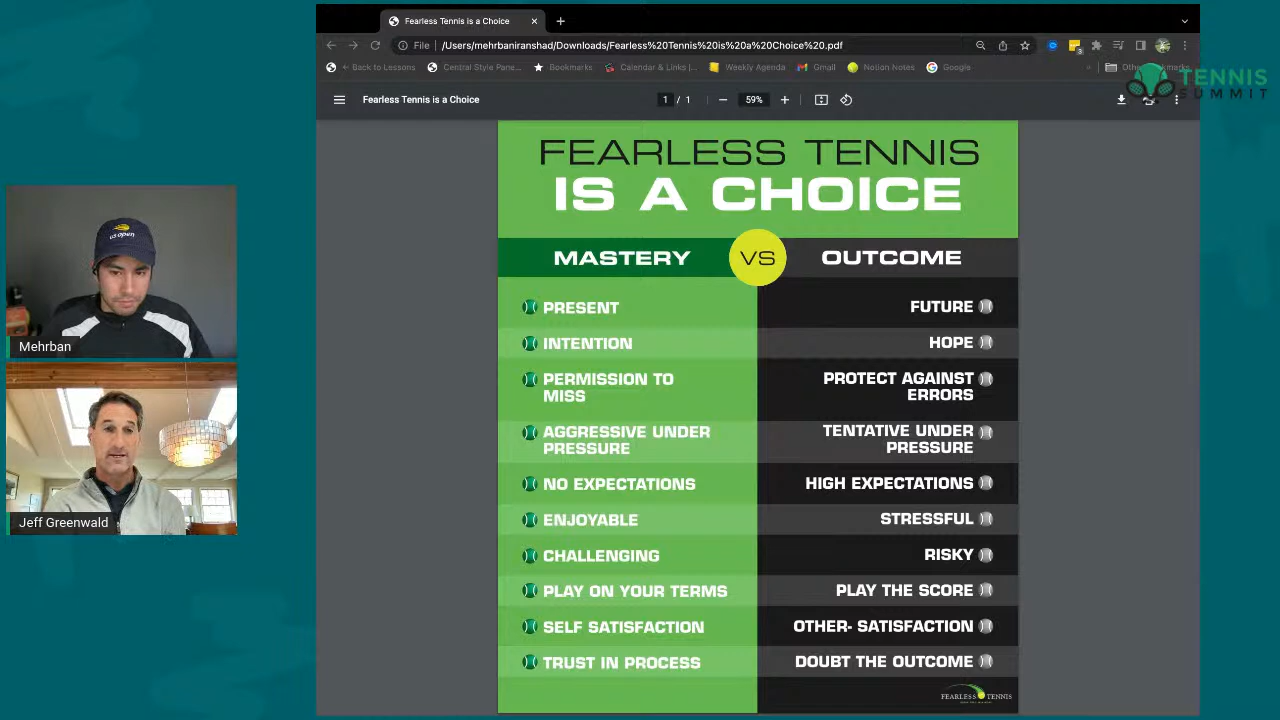 Fearless Tennis is a Choice
File
/Users/mehrbaniranshad/Downloads/Fearless%20Tennis%20is%20a%20Choice%20.pdf
← Back to Lessons
Central Style Pane...
Bookmarks
Calendar & Links |...
Weekly Agenda
Gmail
Notion Notes
Google
»
TENNIS
SUMMIT
Fearless Tennis is a Choice
1 / 1
59%
FEARLESS TENNIS
IS A CHOICE
MASTERY
VS
OUTCOME
PRESENT
FUTURE
INTENTION
HOPE
PERMISSION TO
MISS
PROTECT AGAINST
ERRORS
AGGRESSIVE UNDER
PRESSURE
TENTATIVE UNDER
PRESSURE
NO EXPECTATIONS
HIGH EXPECTATIONS
ENJOYABLE
STRESSFUL
CHALLENGING
RISKY
PLAY ON YOUR TERMS
PLAY THE SCORE
SELF SATISFACTION
OTHER- SATISFACTION
TRUST IN PROCESS
DOUBT THE OUTCOME
FEARLESS TENNIS
us open
Mehrban
Jeff Greenwald